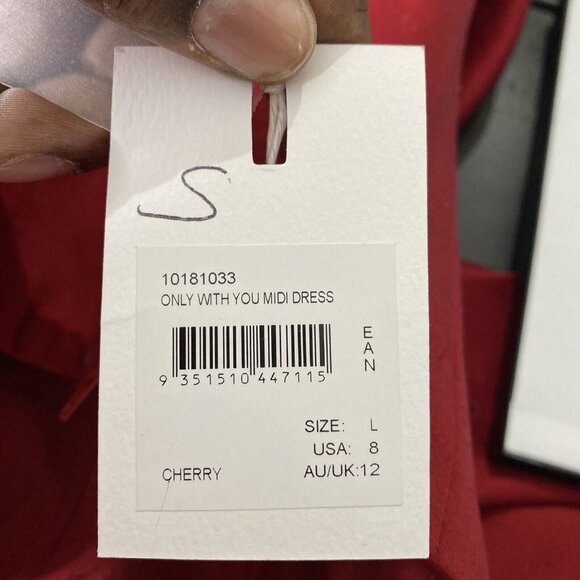 S
10181033
ONLY WITH YOU MIDI DRESS
EAN
9 351510 447115
SIZE: L
USA: 8
CHERRY AU/UK:12